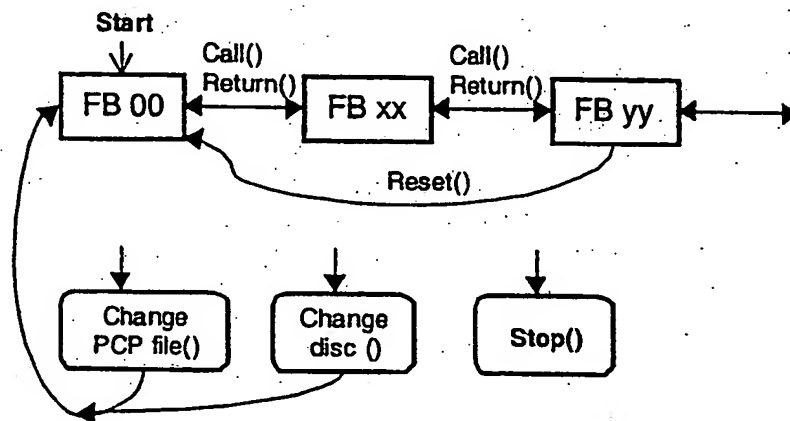 Start
Call()
Return()
Call()
Return()
FB 00
FB xx
FB yy
Reset()
Change
PCP file()
Change
disc ()
Stop()